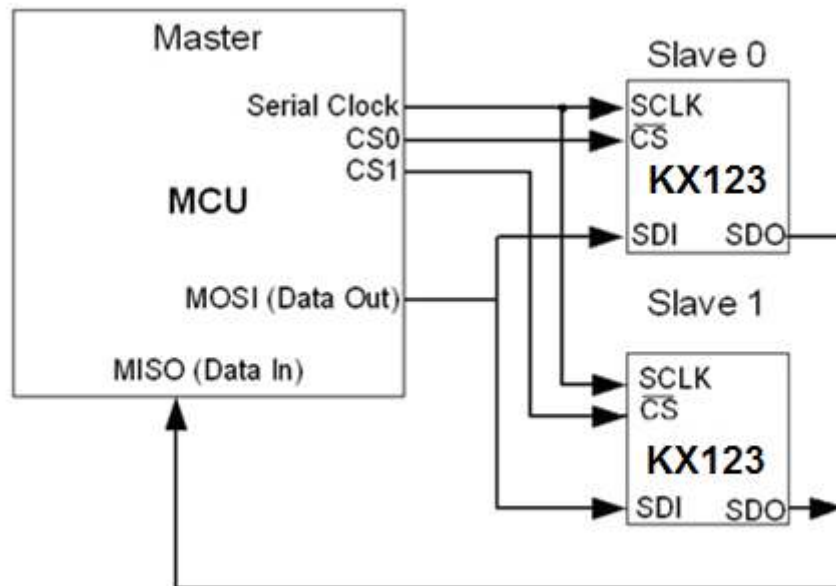 Master
Serial Clock
CS0
CS1
MCU
MOSI (Data Out)
MISO (Data In)
Slave 0
SCLK
CS
KX123
SDI SDO
Slave 1
SCLK
CS
KX123
SDI SDO